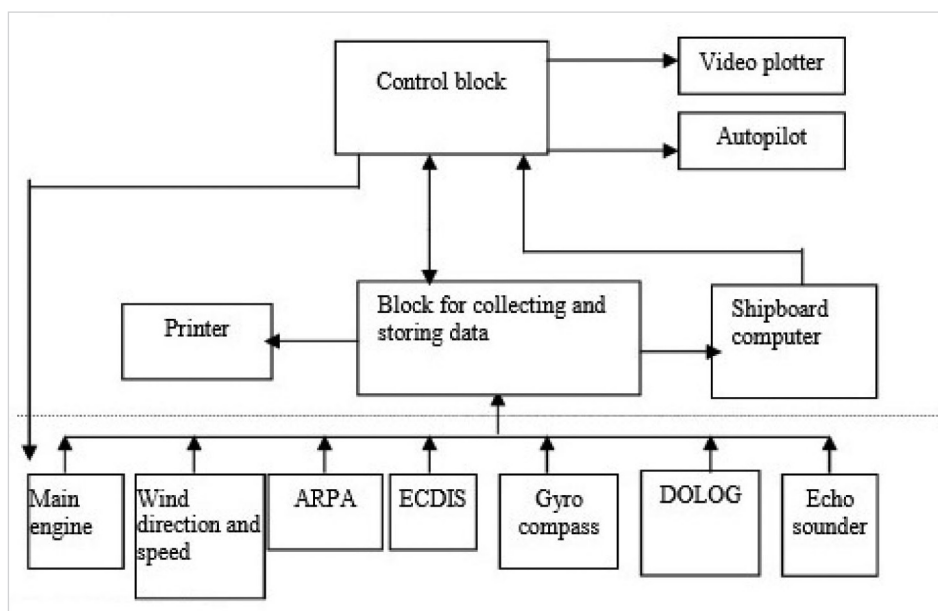 Control block
Video plotter
Autopilot
Block for collecting and
storing data
Printer
Shipboard
computer
Main
engine
Wind
direction and
speed
ARPA
ECDIS
Gyro
compass
DOLOG
Echo
sounder